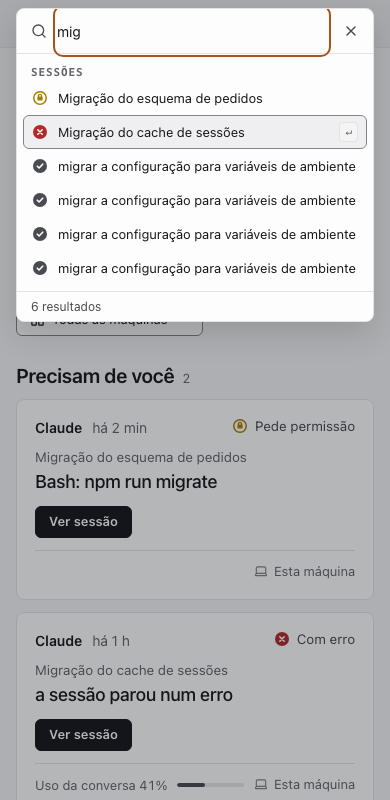 mig
SESSÕES
Migração do esquema de pedidos
Migração do cache de sessões
migrar a configuração para variáveis de ambiente
migrar a configuração para variáveis de ambiente
migrar a configuração para variáveis de ambiente
migrar a configuração para variáveis de ambiente
6 resultados
Todas as máquinas
Precisam de você 2
Claude há 2 min Pede permissão
Migração do esquema de pedidos
Bash: npm run migrate
Ver sessão
Esta máquina
Claude há 1 h Com erro
Migração do cache de sessões
a sessão parou num erro
Ver sessão
Uso da conversa 41% Esta máquina